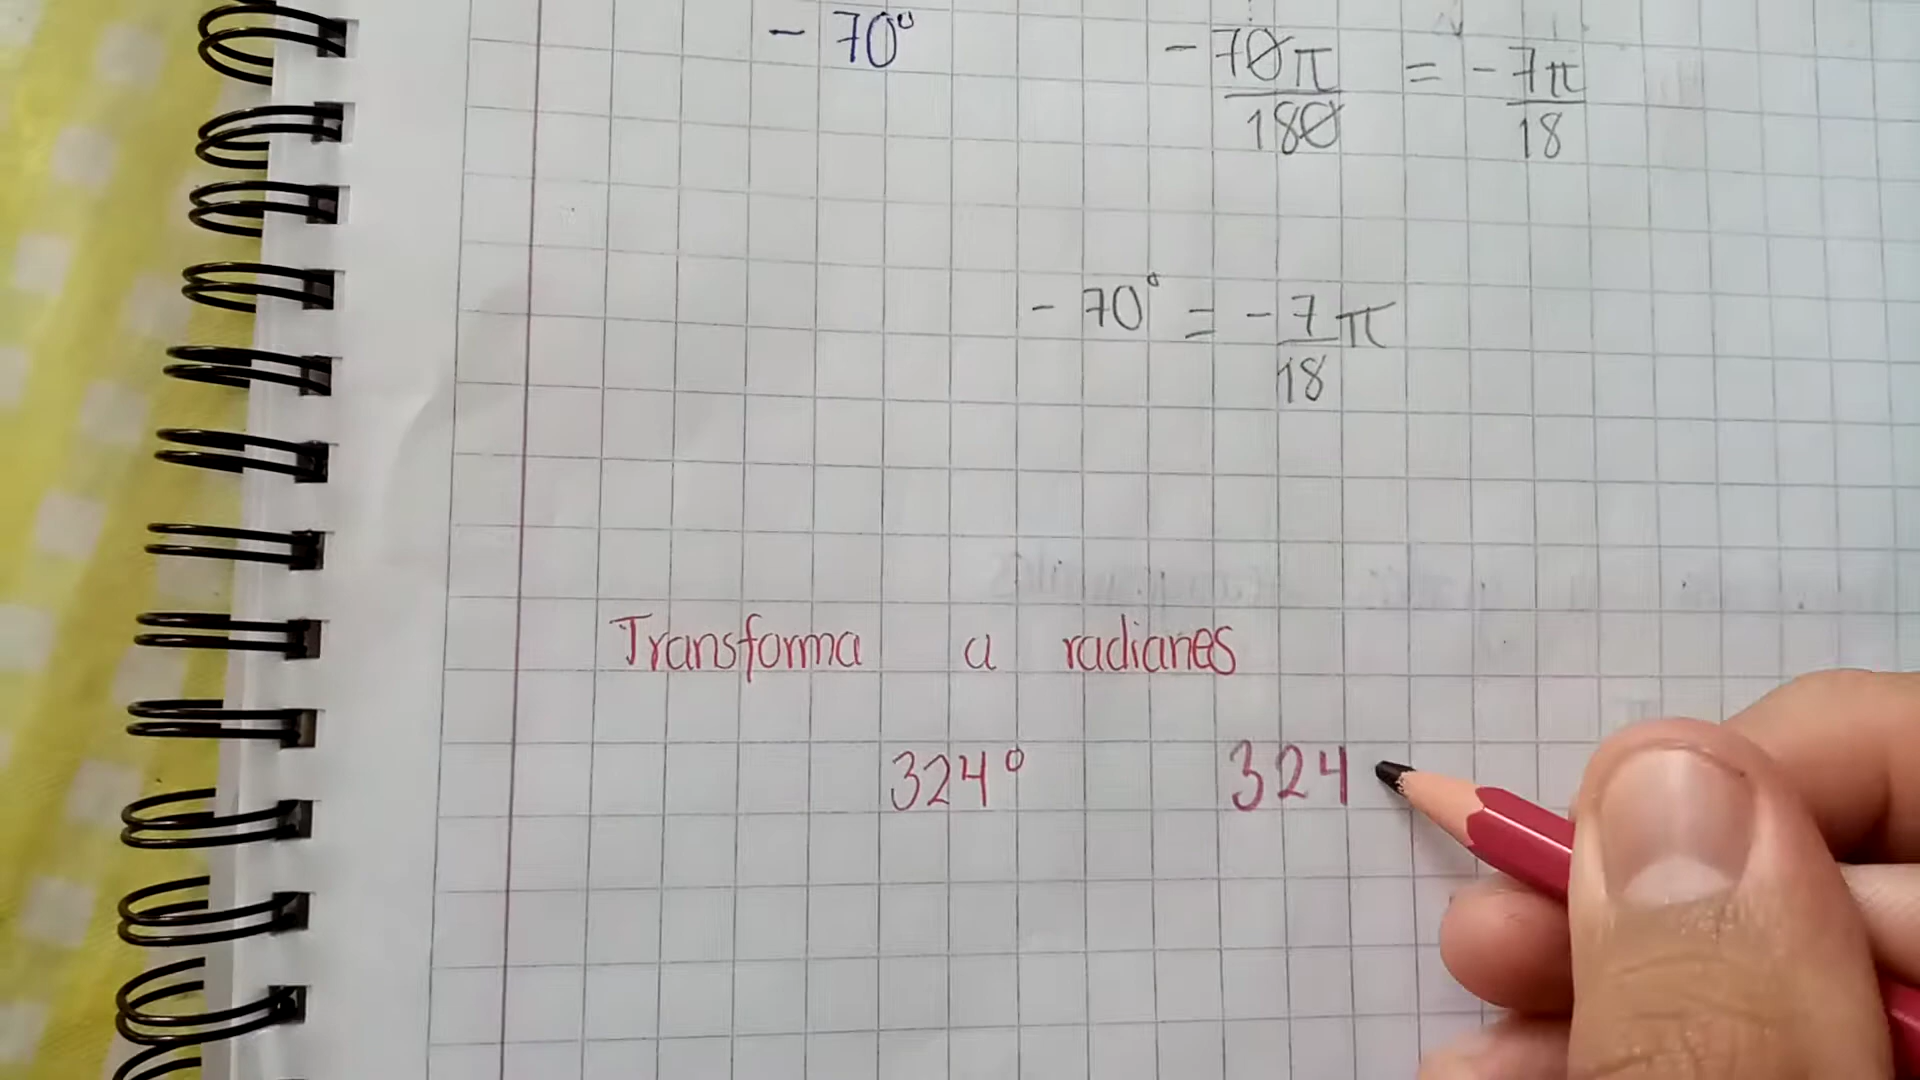 - 70° - 70π/180 = - 7π/18
- 70° = - 7/18 π
Transforma a radianes
324° 324